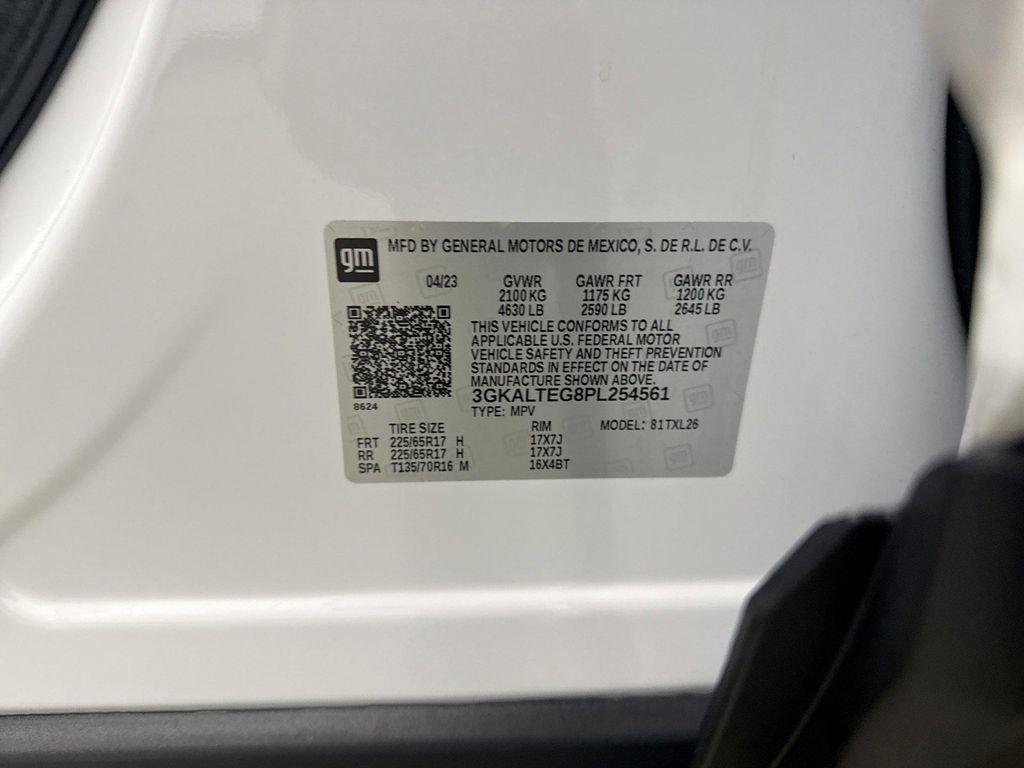 gm
MFD BY GENERAL MOTORS DE MEXICO, S. DE R.L. DE C.V.
04/23 GVWR GAWR FRT GAWR RR
2100 KG 1175 KG 1200 KG
4630 LB 2590 LB 2645 LB
THIS VEHICLE CONFORMS TO ALL
APPLICABLE U.S. FEDERAL MOTOR
VEHICLE SAFETY AND THEFT PREVENTION
STANDARDS IN EFFECT ON THE DATE OF
MANUFACTURE SHOWN ABOVE.
3GKALTEG8PL254561
8624
TYPE: MPV
TIRE SIZE RIM MODEL: 81TXL26
FRT 225/65R17 H 17X7J
RR 225/65R17 H 17X7J
SPA T135/70R16 M 16X4BT